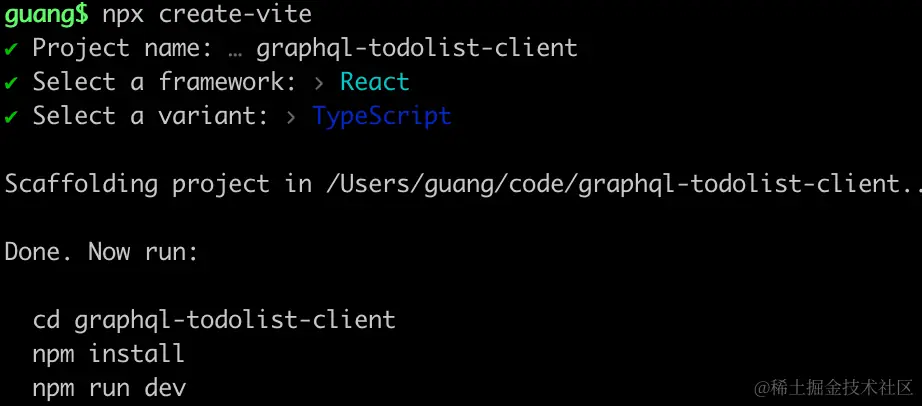 guang$ npx create-vite
✔ Project name: … graphql-todolist-client
✔ Select a framework: › React
✔ Select a variant: › TypeScript
Scaffolding project in /Users/guang/code/graphql-todolist-client..
Done. Now run:
cd graphql-todolist-client
npm install
npm run dev
@稀土掘金技术社区